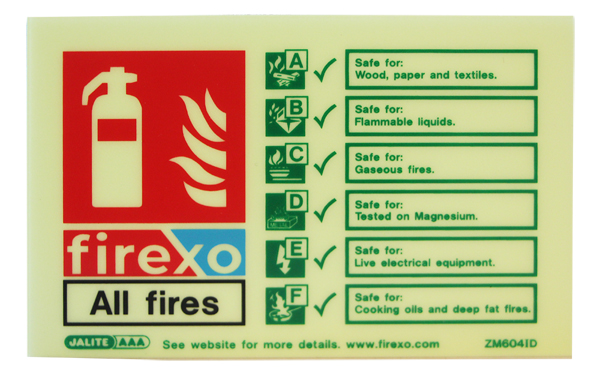 firexo
All fires
A
Safe for:
Wood, paper and textiles.
B
Safe for:
Flammable liquids.
C
Safe for:
Gaseous fires.
D
Safe for:
Tested on Magnesium.
E
Safe for:
Live electrical equipment.
F
Safe for:
Cooking oils and deep fat fires.
JALITE AAA See website for more details. www.firexo.com ZM604ID